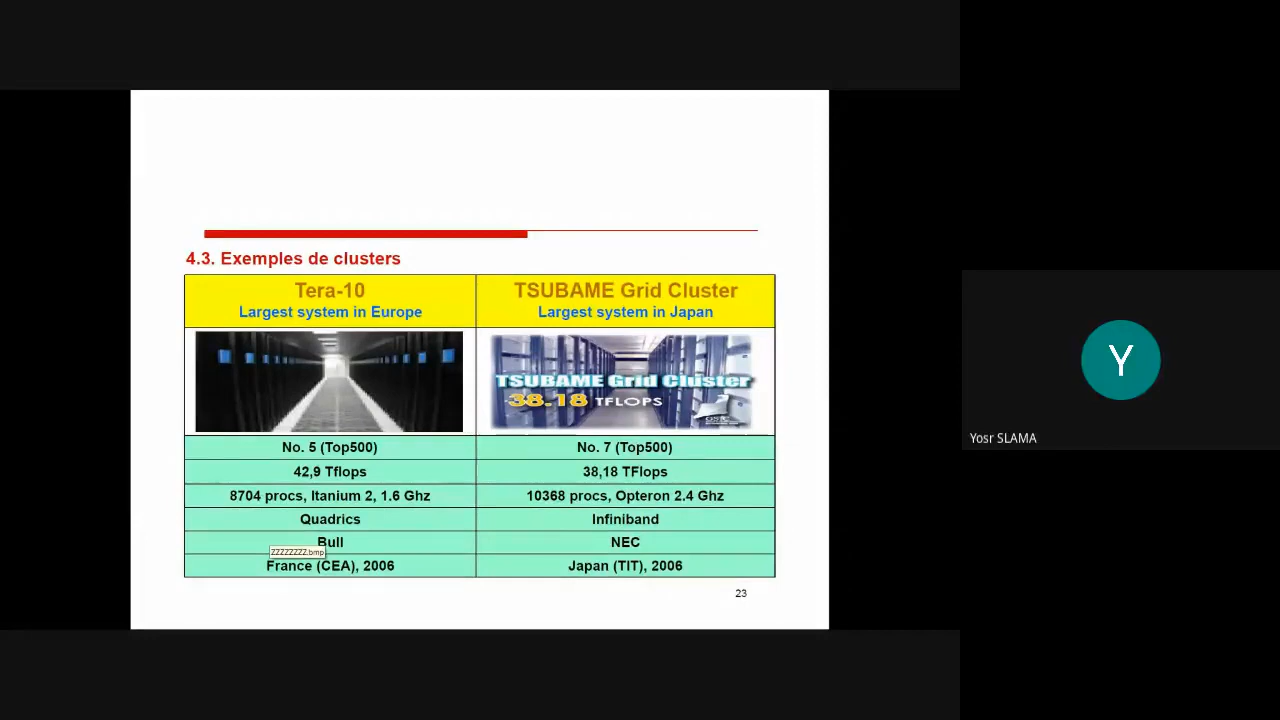 4.3. Exemples de clusters
Tera-10
Largest system in Europe
TSUBAME Grid Cluster
Largest system in Japan
TSUBAME Grid Cluster
38.18 TFLOPS
No. 5 (Top500)
No. 7 (Top500)
42,9 Tflops
38,18 TFlops
8704 procs, Itanium 2, 1.6 Ghz
10368 procs, Opteron 2.4 Ghz
Quadrics
Infiniband
Bull
NEC
ZZZZZZZZ.bmp
France (CEA), 2006
Japan (TIT), 2006
23
Y
Yosr SLAMA